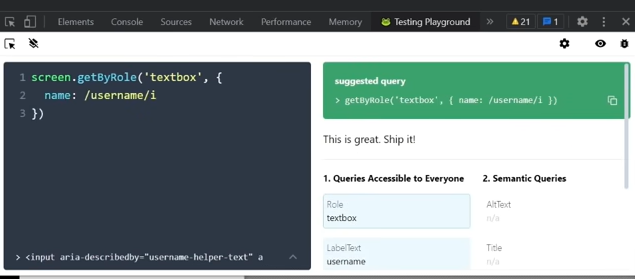 Elements Console Sources Network Performance Memory 🐸 Testing Playground » 21 1
1 screen.getByRole('textbox', {
2 name: /username/i
3 })
> <input aria-describedby="username-helper-text" a
suggested query
> getByRole('textbox', { name: /username/i })
This is great. Ship it!
1. Queries Accessible to Everyone
Role
textbox
LabelText
username
2. Semantic Queries
AltText
n/a
Title
n/a